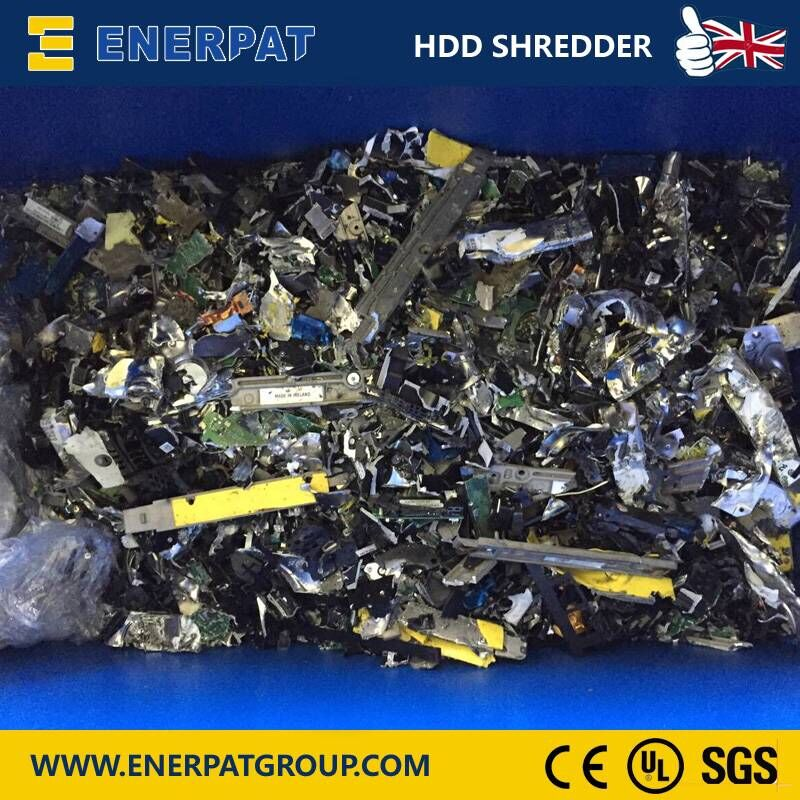 ENERPAT
HDD SHREDDER
MADE IN IRELAND
WWW.ENERPATGROUP.COM
CE UL SGS